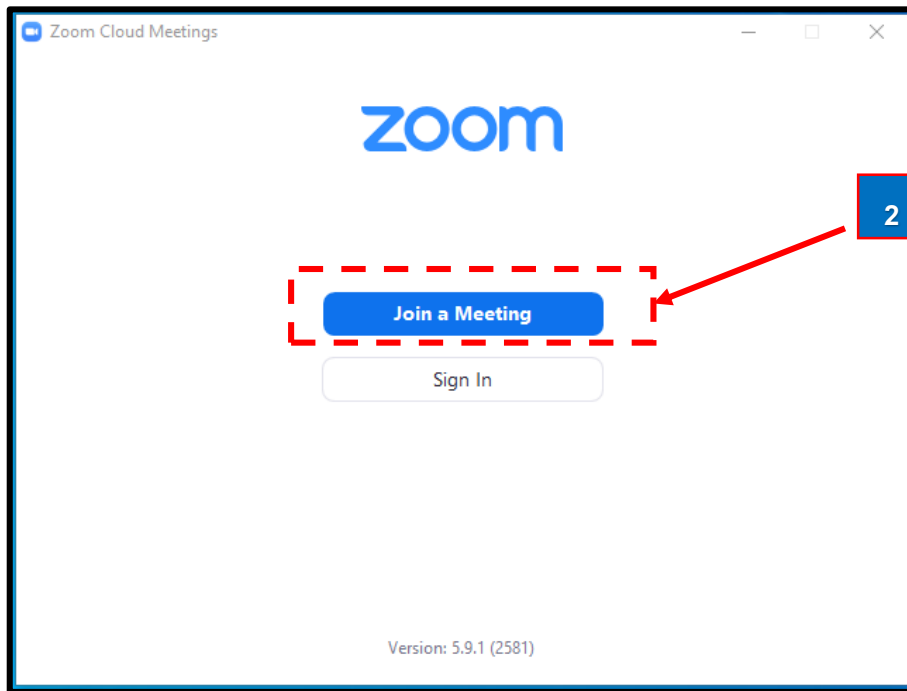 Zoom Cloud Meetings
zoom
2
Join a Meeting
Sign In
Version: 5.9.1 (2581)